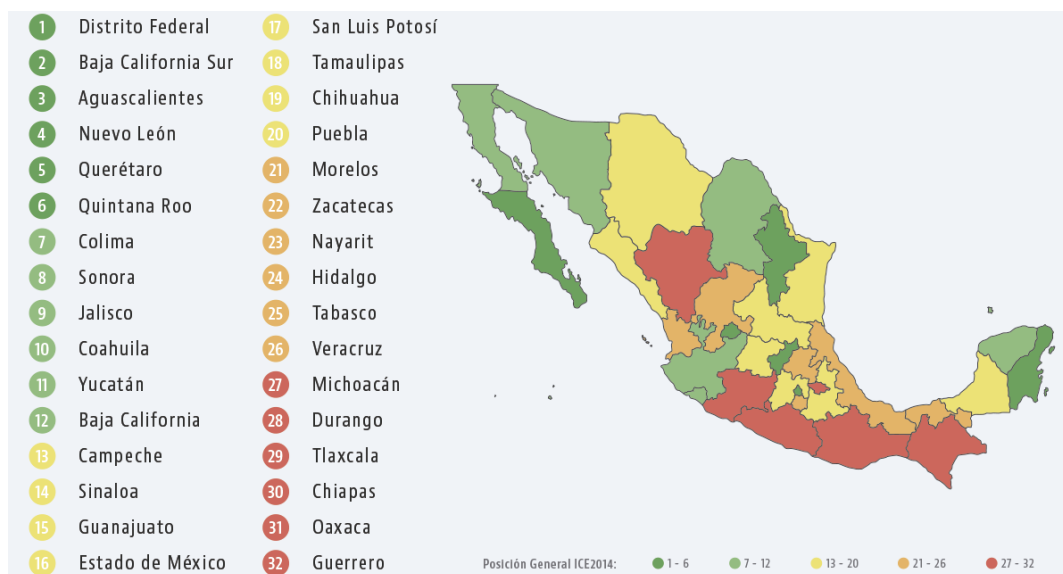 1 Distrito Federal
2 Baja California Sur
3 Aguascalientes
4 Nuevo León
5 Querétaro
6 Quintana Roo
7 Colima
8 Sonora
9 Jalisco
10 Coahuila
11 Yucatán
12 Baja California
13 Campeche
14 Sinaloa
15 Guanajuato
16 Estado de México
17 San Luis Potosí
18 Tamaulipas
19 Chihuahua
20 Puebla
21 Morelos
22 Zacatecas
23 Nayarit
24 Hidalgo
25 Tabasco
26 Veracruz
27 Michoacán
28 Durango
29 Tlaxcala
30 Chiapas
31 Oaxaca
32 Guerrero
Posición General ICE2014: 1 - 6 7 - 12 13 - 20 21 - 26 27 - 32